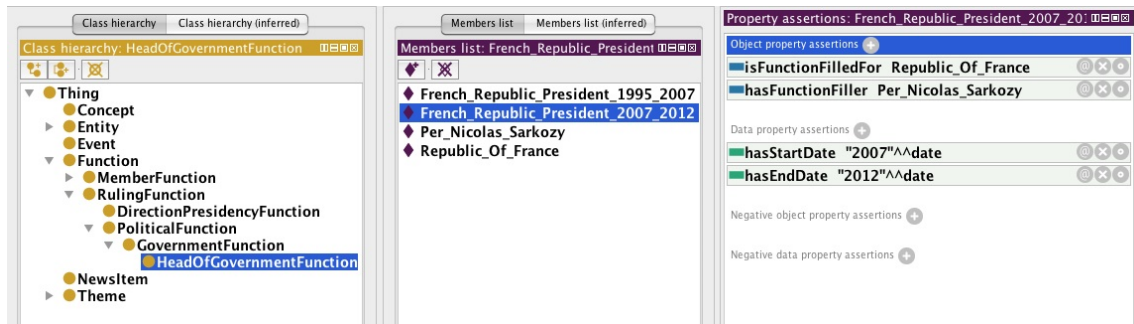 Class hierarchy Class hierarchy (inferred)
Class hierarchy: HeadOfGovernmentFunction
Thing
Concept
Entity
Event
Function
MemberFunction
RulingFunction
DirectionPresidencyFunction
PoliticalFunction
GovernmentFunction
HeadOfGovernmentFunction
NewsItem
Theme
Members list Members list (inferred)
Members list: French_Republic_President
French_Republic_President_1995_2007
French_Republic_President_2007_2012
Per_Nicolas_Sarkozy
Republic_Of_France
Property assertions: French_Republic_President_2007_201
Object property assertions
isFunctionFilledFor Republic_Of_France
hasFunctionFiller Per_Nicolas_Sarkozy
Data property assertions
hasStartDate "2007"^^date
hasEndDate "2012"^^date
Negative object property assertions
Negative data property assertions